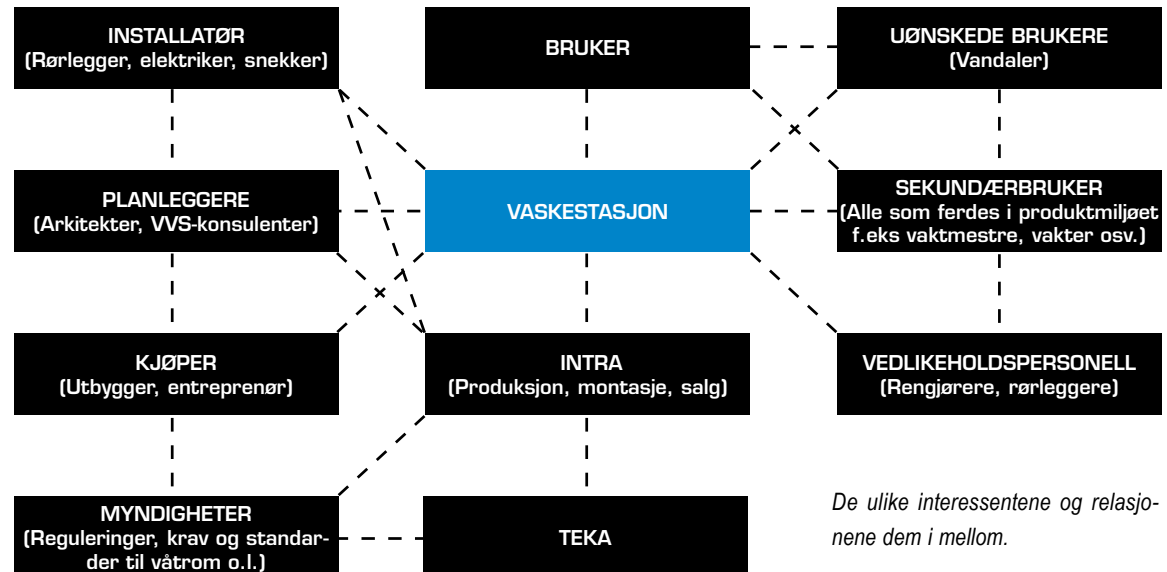 INSTALLATØR
(Rørlegger, elektriker, snekker)
BRUKER
UØNSKEDE BRUKERE
(Vandaler)
PLANLEGGERE
(Arkitekter, VVS-konsulenter)
VASKESTASJON
SEKUNDÆRBRUKER
(Alle som ferdes i produktmiljøet
f.eks vaktmestre, vakter osv.)
KJØPER
(Utbygger, entreprenør)
INTRA
(Produksjon, montasje, salg)
VEDLIKEHOLDSPERSONELL
(Rengjørere, rørleggere)
MYNDIGHETER
(Reguleringer, krav og standar-
der til våtrom o.l.)
TEKA
De ulike interessentene og relasjo-
nene dem i mellom.